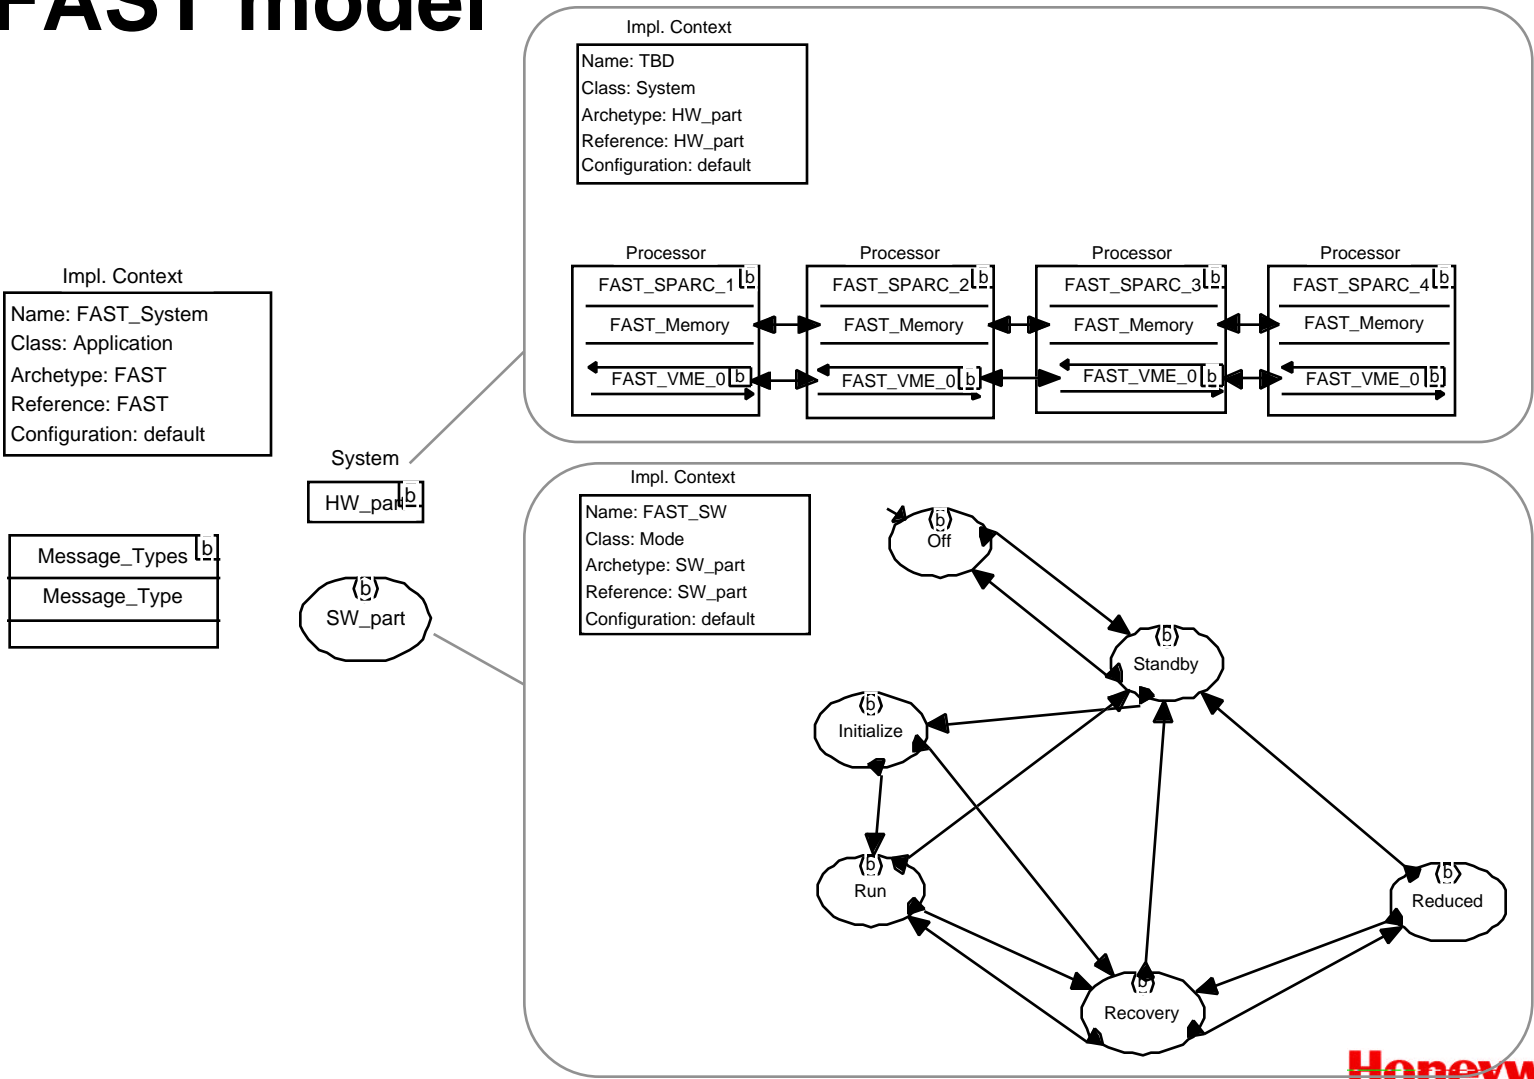 FAST model
Impl. Context
Name: TBD
Class: System
Archetype: HW_part
Reference: HW_part
Configuration: default
Processor
Processor
Processor
Processor
FAST_SPARC_1 b
FAST_SPARC_2 b
FAST_SPARC_3 b
FAST_SPARC_4 b
FAST_Memory
FAST_Memory
FAST_Memory
FAST_Memory
FAST_VME_0 b
FAST_VME_0 b
FAST_VME_0 b
FAST_VME_0 b
Impl. Context
Name: FAST_System
Class: Application
Archetype: FAST
Reference: FAST
Configuration: default
System
HW_part b
Message_Types b
Message_Type
b
SW_part
Impl. Context
Name: FAST_SW
Class: Mode
Archetype: SW_part
Reference: SW_part
Configuration: default
b
Off
b
Standby
b
Initialize
b
Run
b
Reduced
b
Recovery
Honeyw